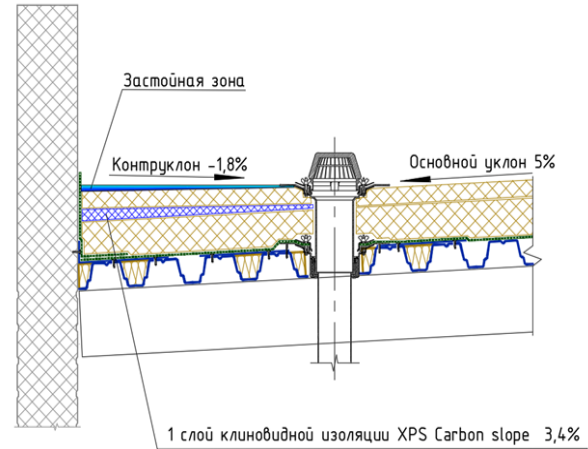 Застойная зона
Контруклон -1,8%
Основной уклон 5%
1 слой клиновидной изоляции XPS Carbon slope 3,4%